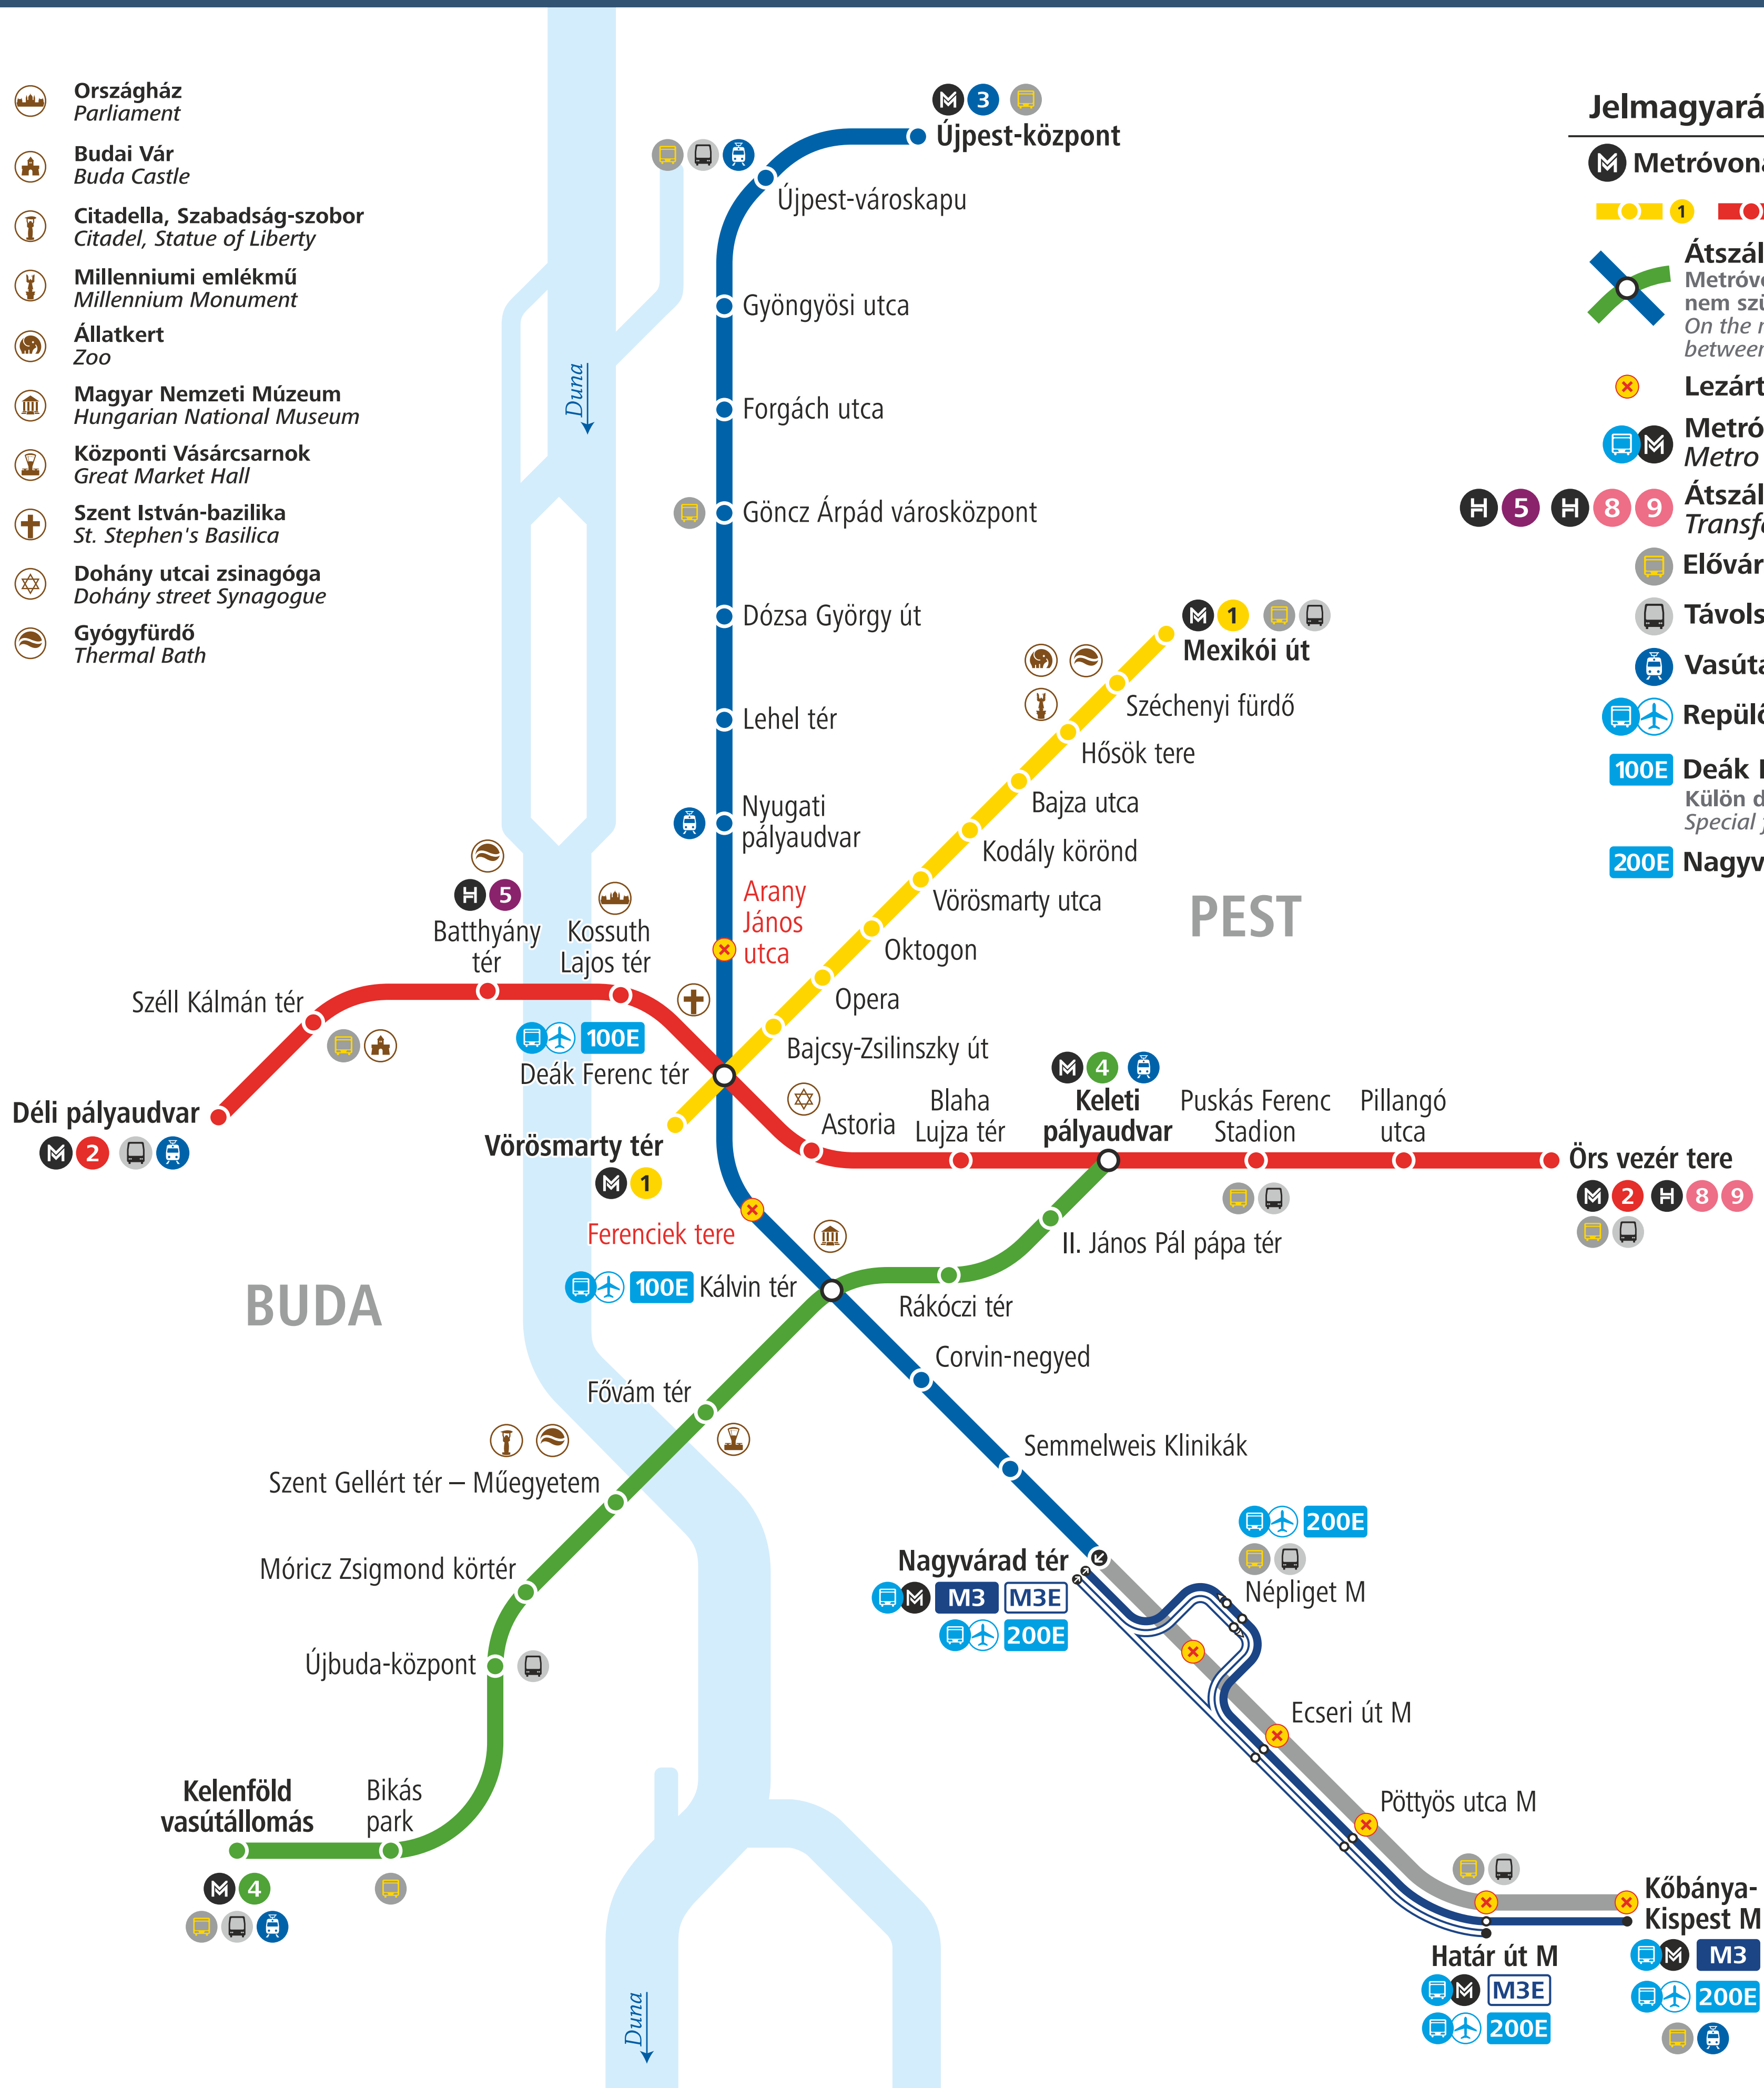 Országház
Parliament
Budai Vár
Buda Castle
Citadella, Szabadság-szobor
Citadel, Statue of Liberty
Millenniumi emlékmű
Millennium Monument
Állatkert
Zoo
Magyar Nemzeti Múzeum
Hungarian National Museum
Központi Vásárcsarnok
Great Market Hall
Szent István-bazilika
St. Stephen's Basilica
Dohány utcai zsinagóga
Dohány street Synagogue
Gyógyfürdő
Thermal Bath
M 3
Újpest-központ
Újpest-városkapu
Gyöngyösi utca
Duna
Forgách utca
Göncz Árpád városközpont
Dózsa György út
Lehel tér
Nyugati
pályaudvar
Arany
János
utca
M 1
Mexikói út
Széchenyi fürdő
Hősök tere
Bajza utca
Kodály körönd
Vörösmarty utca
Oktogon
Opera
Bajcsy-Zsilinszky út
PEST
H 5
Batthyány
tér
Kossuth
Lajos tér
Széll Kálmán tér
100E
Deák Ferenc tér
Déli pályaudvar
M 2
Vörösmarty tér
M 1
Astoria
Blaha
Lujza tér
M 4
Keleti
pályaudvar
Puskás Ferenc
Stadion
Pillangó
utca
Örs vezér tere
M 2 H 8 9
Ferenciek tere
II. János Pál pápa tér
BUDA
100E Kálvin tér
Rákóczi tér
Corvin-negyed
Fővám tér
Semmelweis Klinikák
Szent Gellért tér – Műegyetem
Móricz Zsigmond körtér
Újbuda-központ
Kelenföld
vasútállomás
M 4
Bikás
park
Nagyvárad tér
M M3 M3E
200E
200E
Népliget M
Ecseri út M
Pöttyös utca M
Határ út M
M M3E
200E
Kőbánya-
Kispest M
M M3
200E
Duna
Jelmagyará
M Metróvona
1
Átszál
Metróvo
nem szü
On the r
between
Lezárt
M Metró
Metro
H 5 H 8 9 Átszál
Transfe
Elővár
Távols
Vasúta
Repülő
100E Deák
Külön d
Special
200E Nagyv